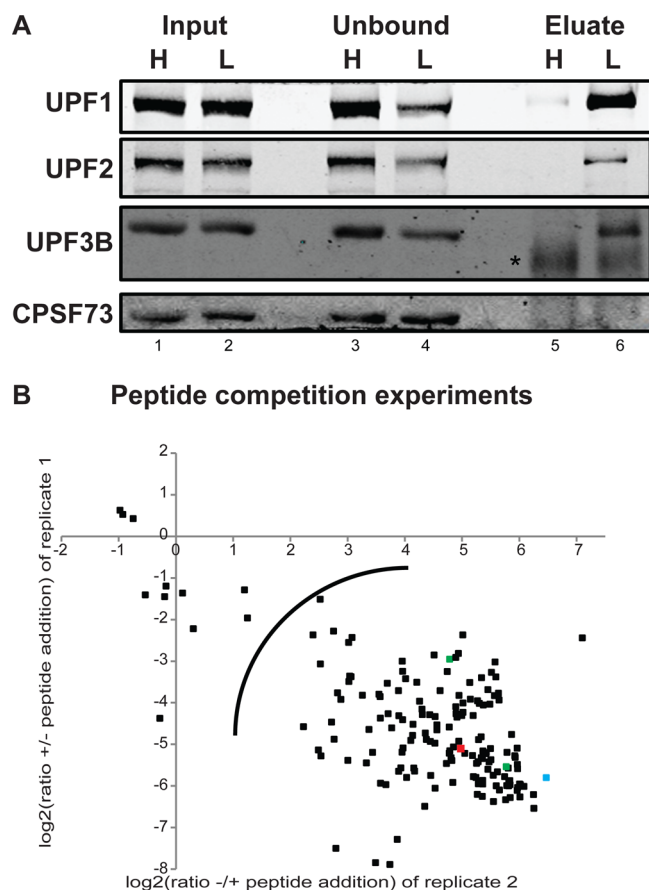 A Input Unbound Eluate
H L H L H L
UPF1
UPF2
UPF3B
*
CPSF73
1 2 3 4 5 6
B Peptide competition experiments
log2(ratio +/- peptide addition) of replicate 1
2
1
0
-2 -1 0 1 2 3 4 5 6 7
-1
-2
-3
-4
-5
-6
-7
-8
log2(ratio -/+ peptide addition) of replicate 2